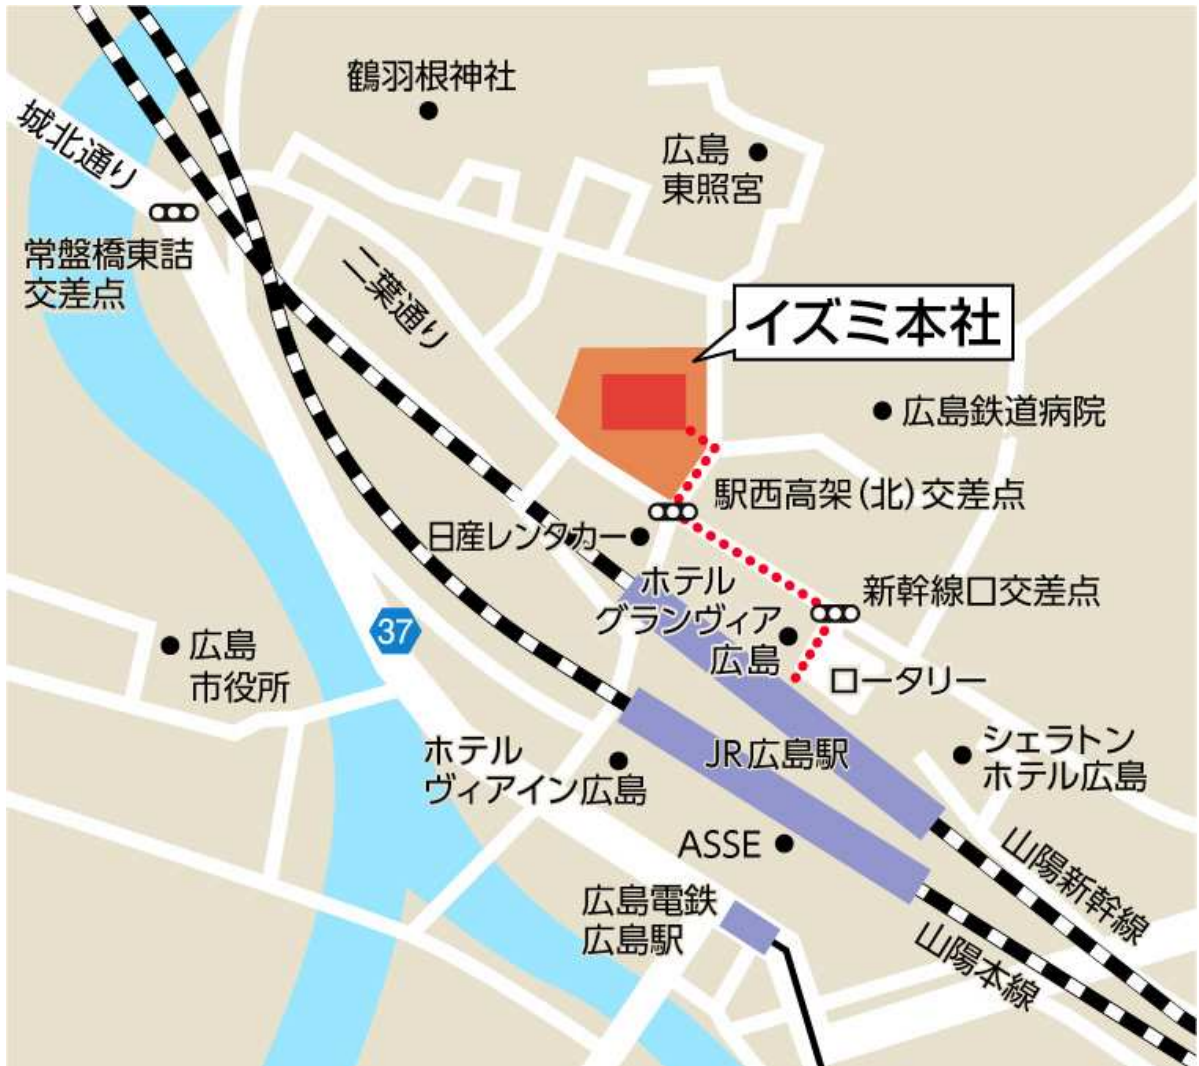 鶴羽根神社
広島
東照宮
城北通り
常盤橋東詰
交差点
二葉通り
イズミ本社
広島鉄道病院
駅西高架(北)交差点
日産レンタカー
ホテル
グランヴィア
広島
新幹線口交差点
37
広島
市役所
ロータリー
ホテル
ヴィアイン広島
JR広島駅
シェラトン
ホテル広島
ASSE
広島電鉄
広島駅
山陽新幹線
山陽本線